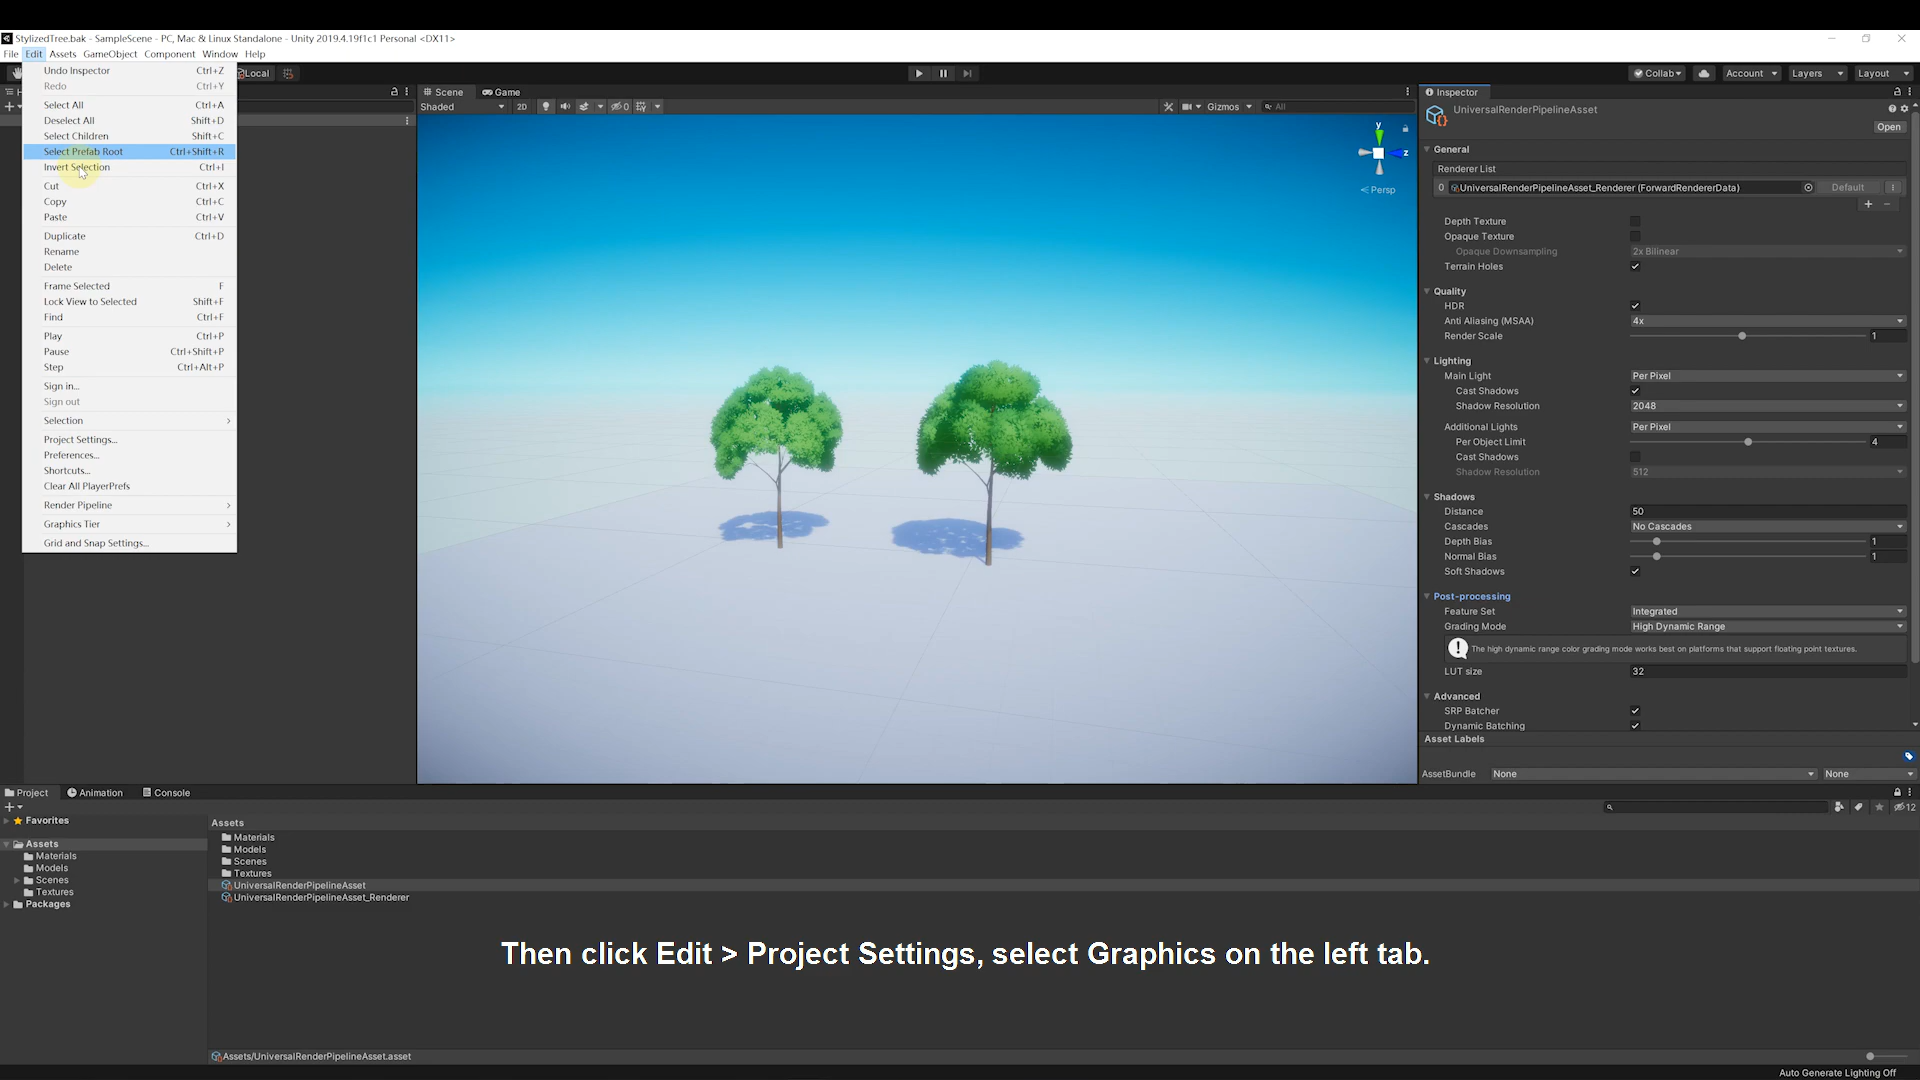 StylizedTree.bak - SampleScene - PC, Mac & Linux Standalone - Unity 2019.4.19f1c1 Personal <DX11>
File Edit Assets GameObject Component Window Help
Undo Inspector Ctrl+Z
Redo Ctrl+Y
Select All Ctrl+A
Deselect All Shift+D
Select Children Shift+C
Select Prefab Root Ctrl+Shift+R
Invert Selection Ctrl+I
Cut Ctrl+X
Copy Ctrl+C
Paste Ctrl+V
Duplicate Ctrl+D
Rename
Delete
Frame Selected F
Lock View to Selected Shift+F
Find Ctrl+F
Play Ctrl+P
Pause Ctrl+Shift+P
Step Ctrl+Alt+P
Sign in...
Sign out
Selection
Project Settings...
Preferences...
Shortcuts...
Clear All PlayerPrefs
Render Pipeline
Graphics Tier
Grid and Snap Settings...
Local
Collab Account Layers Layout
Scene Game
Shaded 2D 0 Gizmos All
y
z
Persp
Inspector
UniversalRenderPipelineAsset
Open
General
Renderer List
0 UniversalRenderPipelineAsset_Renderer (ForwardRendererData) Default
Depth Texture
Opaque Texture
Opaque Downsampling 2x Bilinear
Terrain Holes
Quality
HDR
Anti Aliasing (MSAA) 4x
Render Scale 1
Lighting
Main Light Per Pixel
Cast Shadows
Shadow Resolution 2048
Additional Lights Per Pixel
Per Object Limit 4
Cast Shadows
Shadow Resolution 512
Shadows
Distance 50
Cascades No Cascades
Depth Bias 1
Normal Bias 1
Soft Shadows
Post-processing
Feature Set Integrated
Grading Mode High Dynamic Range
The high dynamic range color grading mode works best on platforms that support floating point textures.
LUT size 32
Advanced
SRP Batcher
Dynamic Batching
Asset Labels
AssetBundle None None
Project Animation Console
12
Favorites
Assets
Materials
Models
Scenes
Textures
Packages
Assets
Materials
Models
Scenes
Textures
UniversalRenderPipelineAsset
UniversalRenderPipelineAsset_Renderer
Then click Edit > Project Settings, select Graphics on the left tab.
Assets/UniversalRenderPipelineAsset.asset
Auto Generate Lighting Off